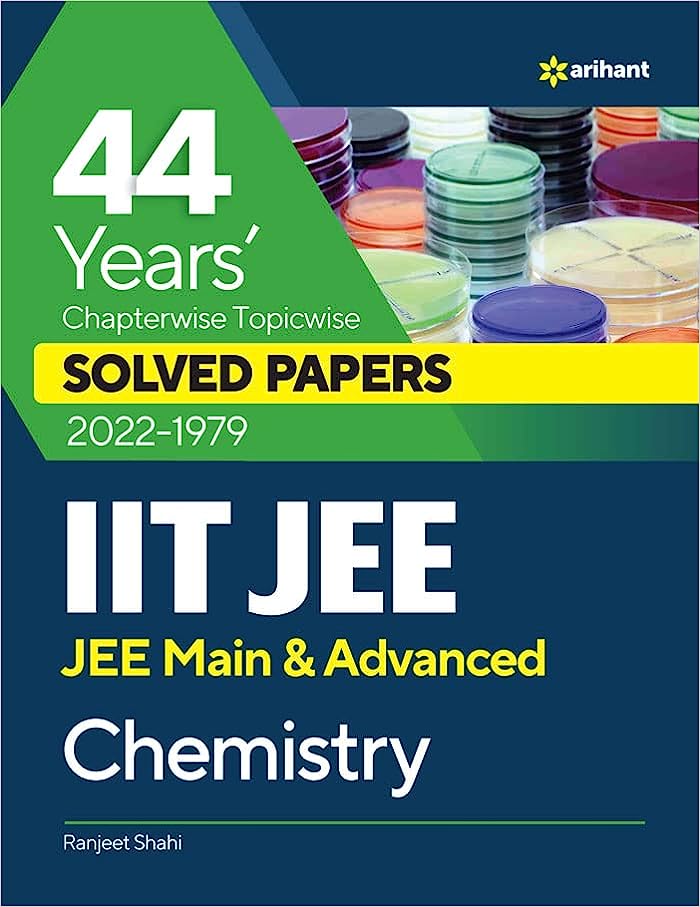 arihant
44
Years'
Chapterwise Topicwise
SOLVED PAPERS
2022-1979
IIT JEE
JEE Main & Advanced
Chemistry
Ranjeet Shahi